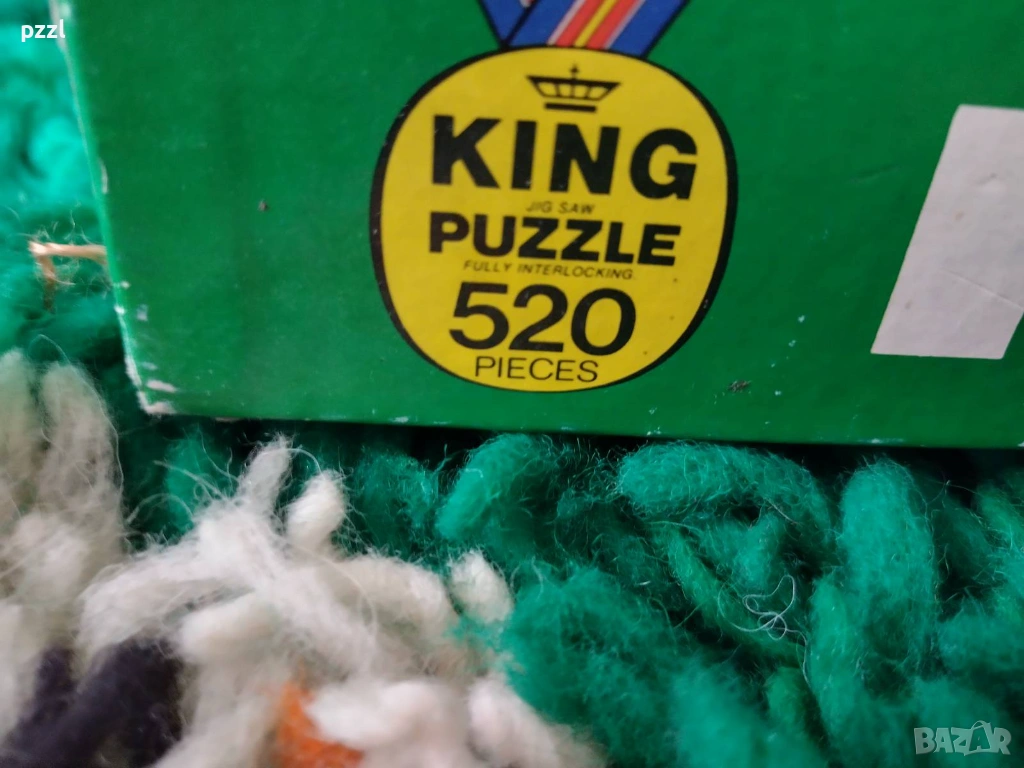 pzzl
KING
JIG SAW
PUZZLE
FULLY INTERLOCKING
520
PIECES
BAZAR